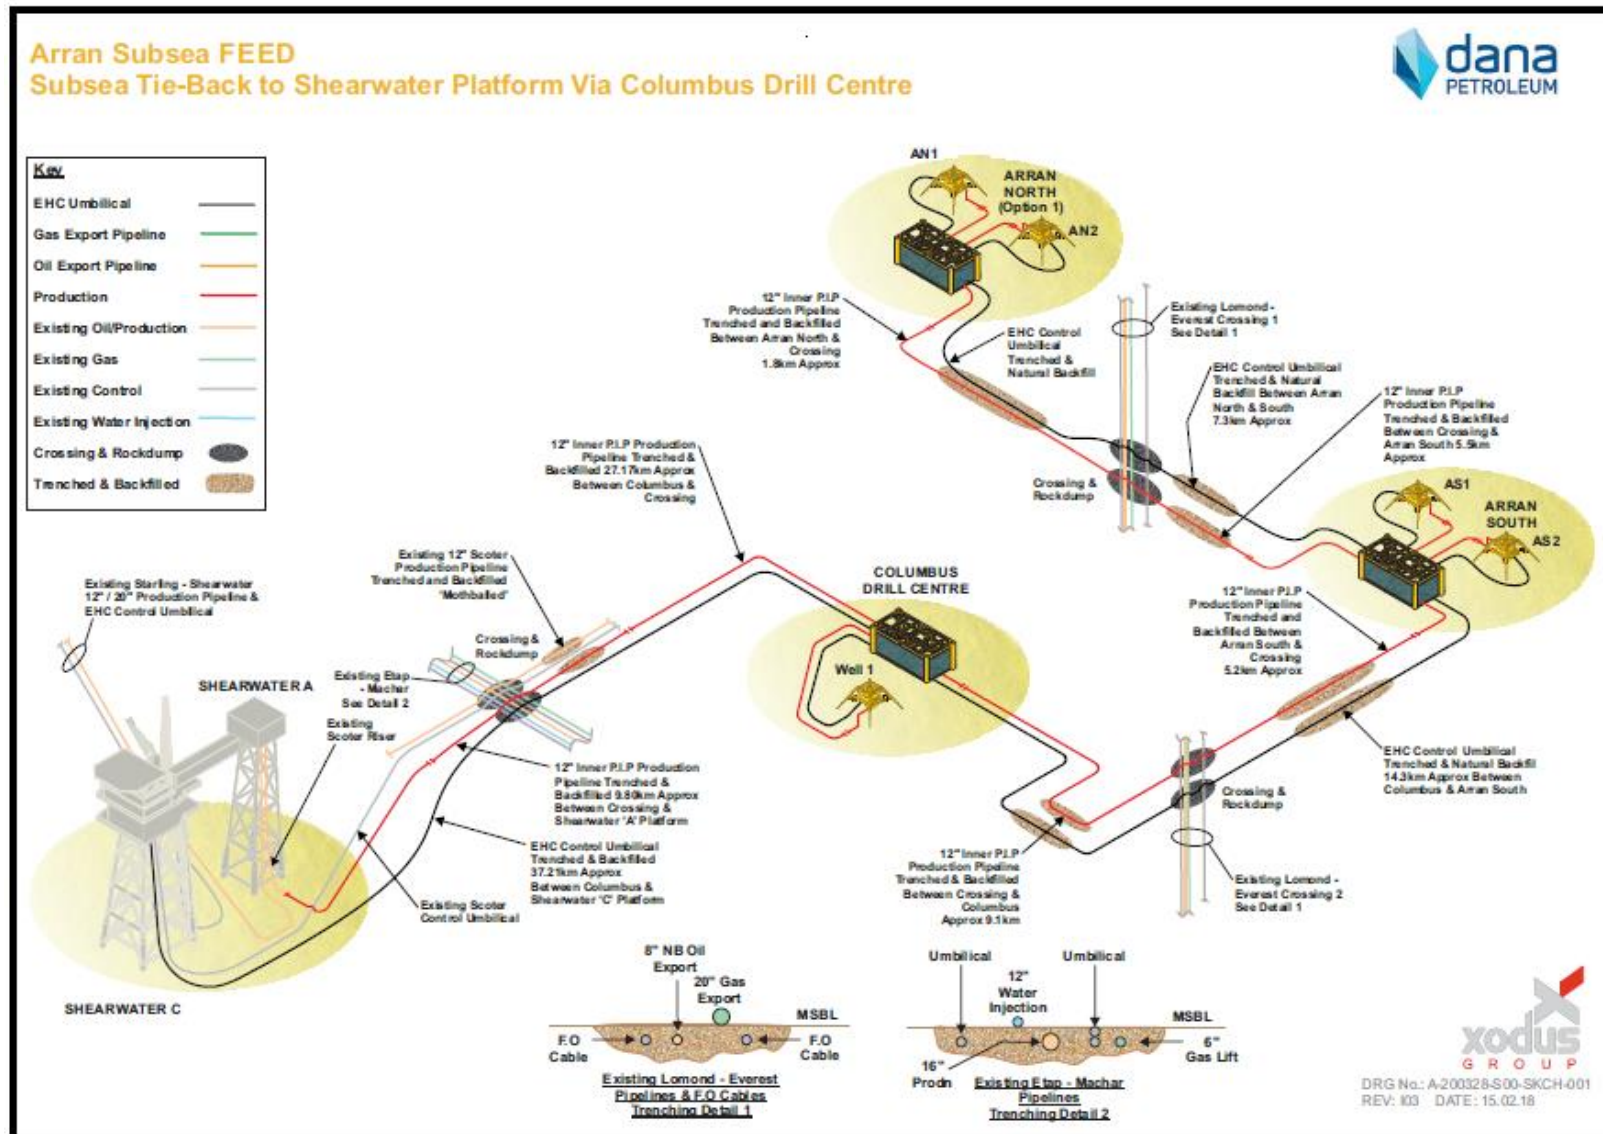 Arran Subsea FEED
Subsea Tie-Back to Shearwater Platform Via Columbus Drill Centre
dana
PETROLEUM
Key
EHC Umbilical
Gas Export Pipeline
Oil Export Pipeline
Production
Existing Oil/Production
Existing Gas
Existing Control
Existing Water Injection
Crossing & Rockdump
Trenched & Backfilled
AN1
ARRAN
NORTH
(Option 1)
AN2
12" Inner P.I.P
Production Pipeline
Trenched and Backfilled
Between Arran North &
Crossing
1.8km Approx
EHC Control
Umbilical
Trenched &
Natural Backfill
Existing Lomond -
Everest Crossing 1
See Detail 1
EHC Control Umbilical
Trenched & Natural
Backfill Between Arran
North & South
7.3km Approx
12" Inner P.I.P
Production Pipeline
Trenched & Backfilled
Between Crossing &
Arran South 5.5km
Approx
Crossing &
Rockdump
AS1
ARRAN
SOUTH
AS2
12" Inner P.I.P Production
Pipeline Trenched &
Backfilled 27.17km Approx
Between Columbus &
Crossing
Existing 12" Scoter
Production Pipeline
Trenched and Backfilled
'Mothballed'
COLUMBUS
DRILL CENTRE
Well 1
Existing Starling - Shearwater
12" / 20" Production Pipeline &
EHC Control Umbilical
Crossing &
Rockdump
Existing Etap
- Machar
See Detail 2
SHEARWATER A
Existing
Scoter Riser
12" Inner P.I.P
Production Pipeline
Trenched and
Backfilled Between
Arran South &
Crossing
5.2km Approx
12" Inner P.I.P Production
Pipeline Trenched &
Backfilled 9.80km Approx
Between Crossing &
Shearwater 'A' Platform
EHC Control Umbilical
Trenched & Backfilled
37.21km Approx
Between Columbus &
Shearwater 'C' Platform
Existing Scoter
Control Umbilical
EHC Control Umbilical
Trenched & Natural Backfil
14.3km Approx Between
Columbus & Arran South
Crossing &
Rockdump
12" Inner P.I.P
Production Pipeline
Trenched & Backfilled
Between Crossing &
Columbus
Approx 9.1km
Existing Lomond -
Everest Crossing 2
See Detail 1
SHEARWATER C
8" NB Oil
Export
20" Gas
Export
MSBL
F.O
Cable
F.O
Cable
Existing Lomond - Everest
Pipelines & F.O Cables
Trenching Detail 1
Umbilical
12"
Water
Injection
Umbilical
MSBL
16"
Prodn
6"
Gas Lift
Existing Etap - Machar
Pipelines
Trenching Detail 2
xodus
GROUP
DRG No.: A-200328-S00-SKCH-001
REV: I03 DATE: 15.02.18